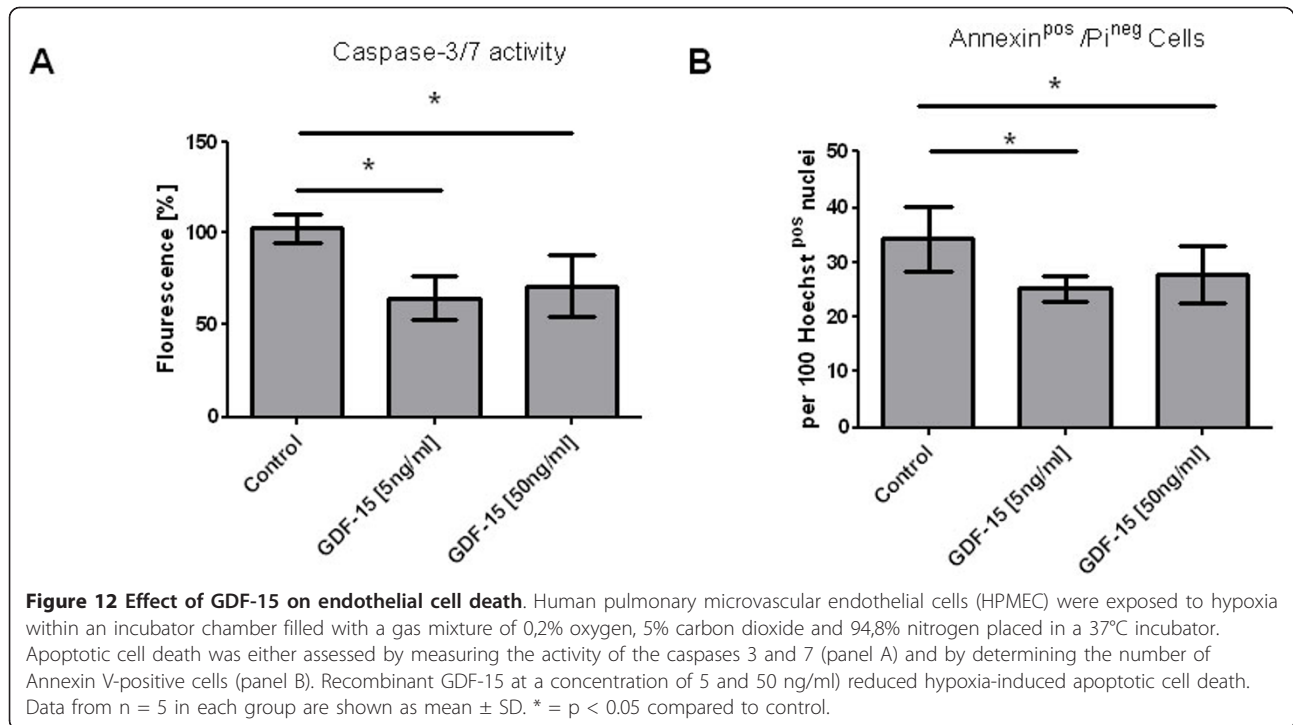 A
Caspase-3/7 activity
*
*
150
100
50
0
Flourescence [%]
Control
GDF-15 [5ng/ml]
GDF-15 [50ng/ml]
B
Annexinpos /Pineg Cells
*
*
50
40
30
20
10
0
per 100 Hoechst pos nuclei
Control
GDF-15 [5ng/ml]
GDF-15 [50ng/ml]
Figure 12 Effect of GDF-15 on endothelial cell death. Human pulmonary microvascular endothelial cells (HPMEC) were exposed to hypoxia
within an incubator chamber filled with a gas mixture of 0,2% oxygen, 5% carbon dioxide and 94,8% nitrogen placed in a 37°C incubator.
Apoptotic cell death was either assessed by measuring the activity of the caspases 3 and 7 (panel A) and by determining the number of
Annexin V-positive cells (panel B). Recombinant GDF-15 at a concentration of 5 and 50 ng/ml) reduced hypoxia-induced apoptotic cell death.
Data from n = 5 in each group are shown as mean ± SD. * = p < 0.05 compared to control.